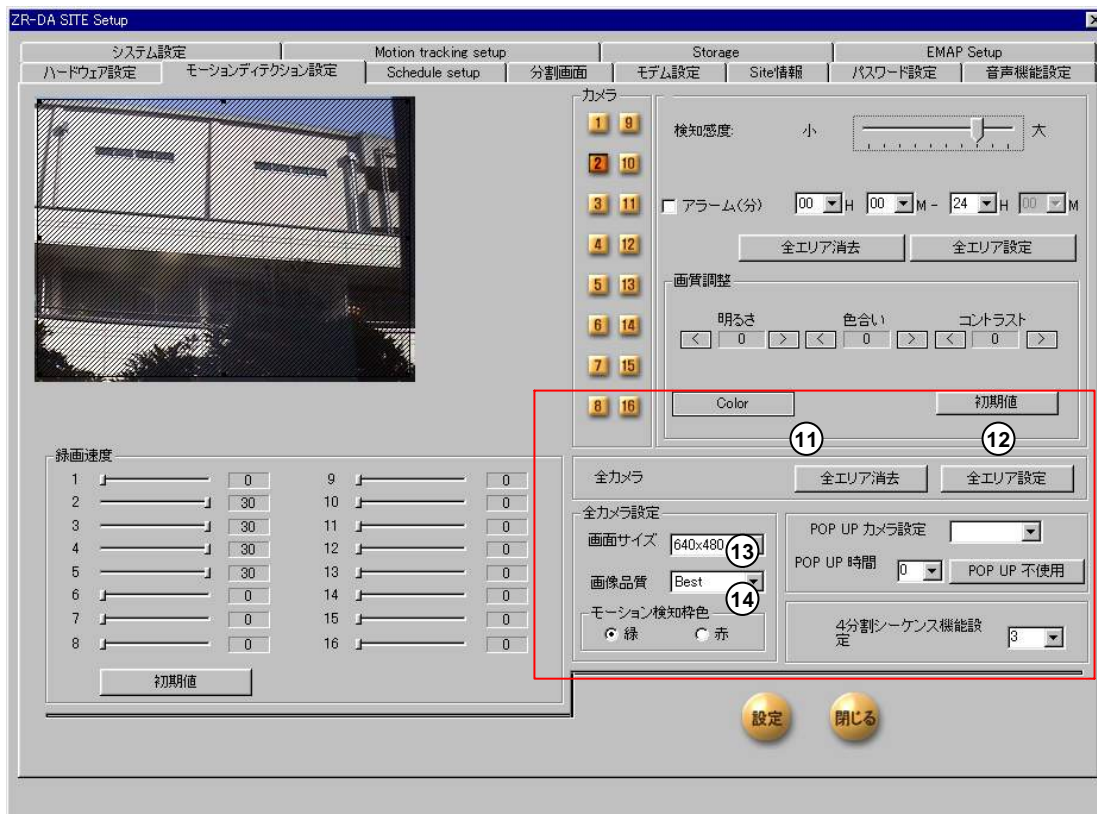 ZR-DA SITE Setup
システム設定 Motion tracking setup Storage EMAP Setup
ハードウェア設定 モーションディテクション設定 Schedule setup 分割画面 モデム設定 Site情報 パスワード設定 音声機能設定
カメラ
1 9
2 10
3 11
4 12
5 13
6 14
7 15
8 16
検知感度: 小 大
アラーム(分) 00 H 00 M - 24 H 00 M
全エリア消去 全エリア設定
画質調整
明るさ 色合い コントラスト
< 0 > < 0 > < 0 >
Color 初期値
11 12
録画速度
1 0 9 0
2 30 10 0
3 30 11 0
4 30 12 0
5 30 13 0
6 0 14 0
7 0 15 0
8 0 16 0
初期値
全カメラ 全エリア消去 全エリア設定
全カメラ設定
画面サイズ 640x480 13
画像品質 Best 14
モーション検知枠色
緑 赤
POP UP カメラ設定
POP UP 時間 0 POP UP 不使用
4分割シーケンス機能設
定 3
設定 閉じる